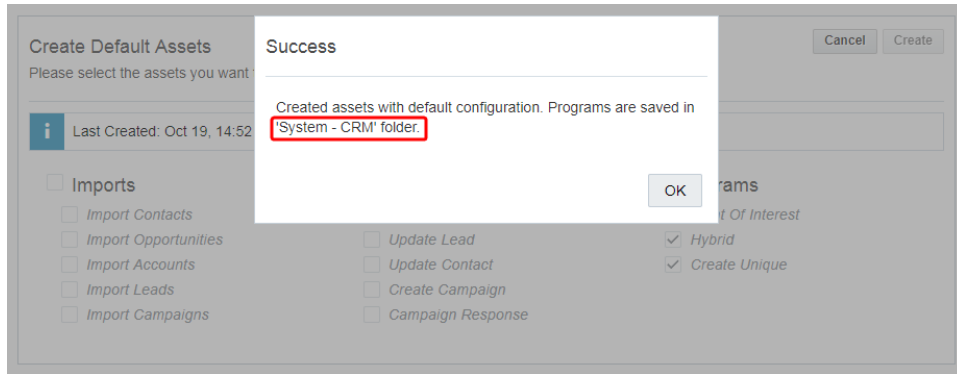 Create Default Assets
Please select the assets you want
Cancel
Create
Success
Created assets with default configuration. Programs are saved in
'System - CRM' folder.
OK
i
Last Created: Oct 19, 14:52
Imports
Import Contacts
Import Opportunities
Import Accounts
Import Leads
Import Campaigns
Update Lead
Update Contact
Create Campaign
Campaign Response
Of Interest
Hybrid
Create Unique